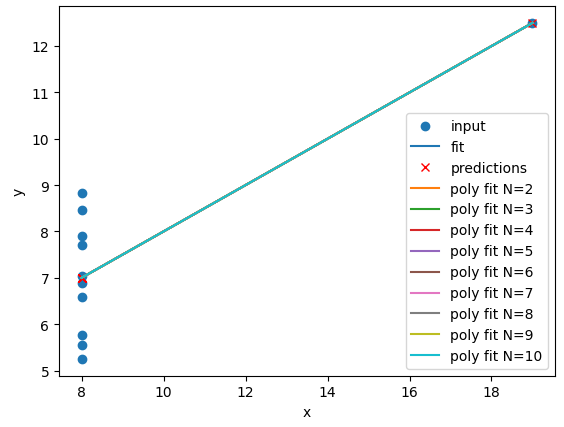 12
11
10
9
8
7
6
5
y
8
10
12
14
16
18
x
input
fit
predictions
poly fit N=2
poly fit N=3
poly fit N=4
poly fit N=5
poly fit N=6
poly fit N=7
poly fit N=8
poly fit N=9
poly fit N=10